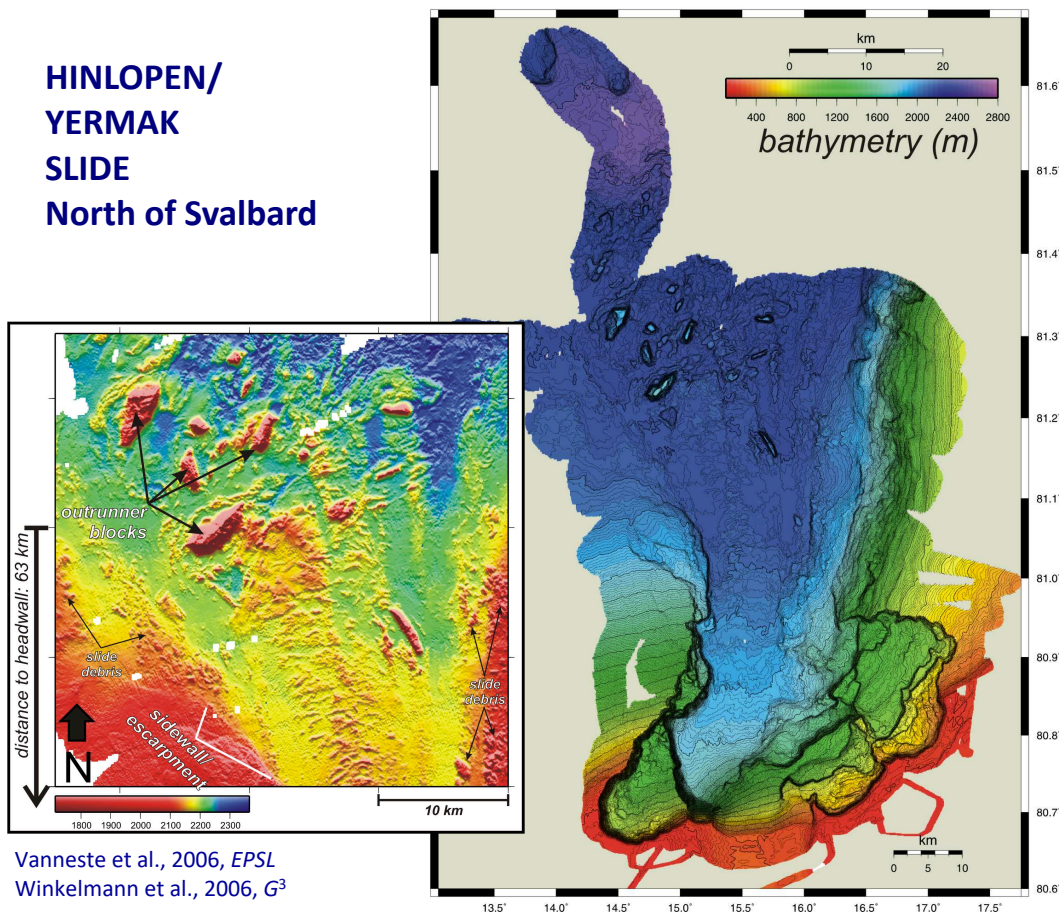 HINLOPEN/
YERMAK
SLIDE
North of Svalbard
km
0 10 20
400 800 1200 1600 2000 2400 2800
bathymetry (m)
81.6˚
81.5˚
81.4˚
81.3˚
81.2˚
81.1˚
81.0˚
80.9˚
80.8˚
80.7˚
80.6˚
km
0 5 10
13.5˚ 14.0˚ 14.5˚ 15.0˚ 15.5˚ 16.0˚ 16.5˚ 17.0˚ 17.5˚
outrunner
blocks
distance to headwall: 63 km
slide
debris
slide
debris
sidewall/
escarpment
N
10 km
1800 1900 2000 2100 2200 2300
Vanneste et al., 2006, EPSL
Winkelmann et al., 2006, G³